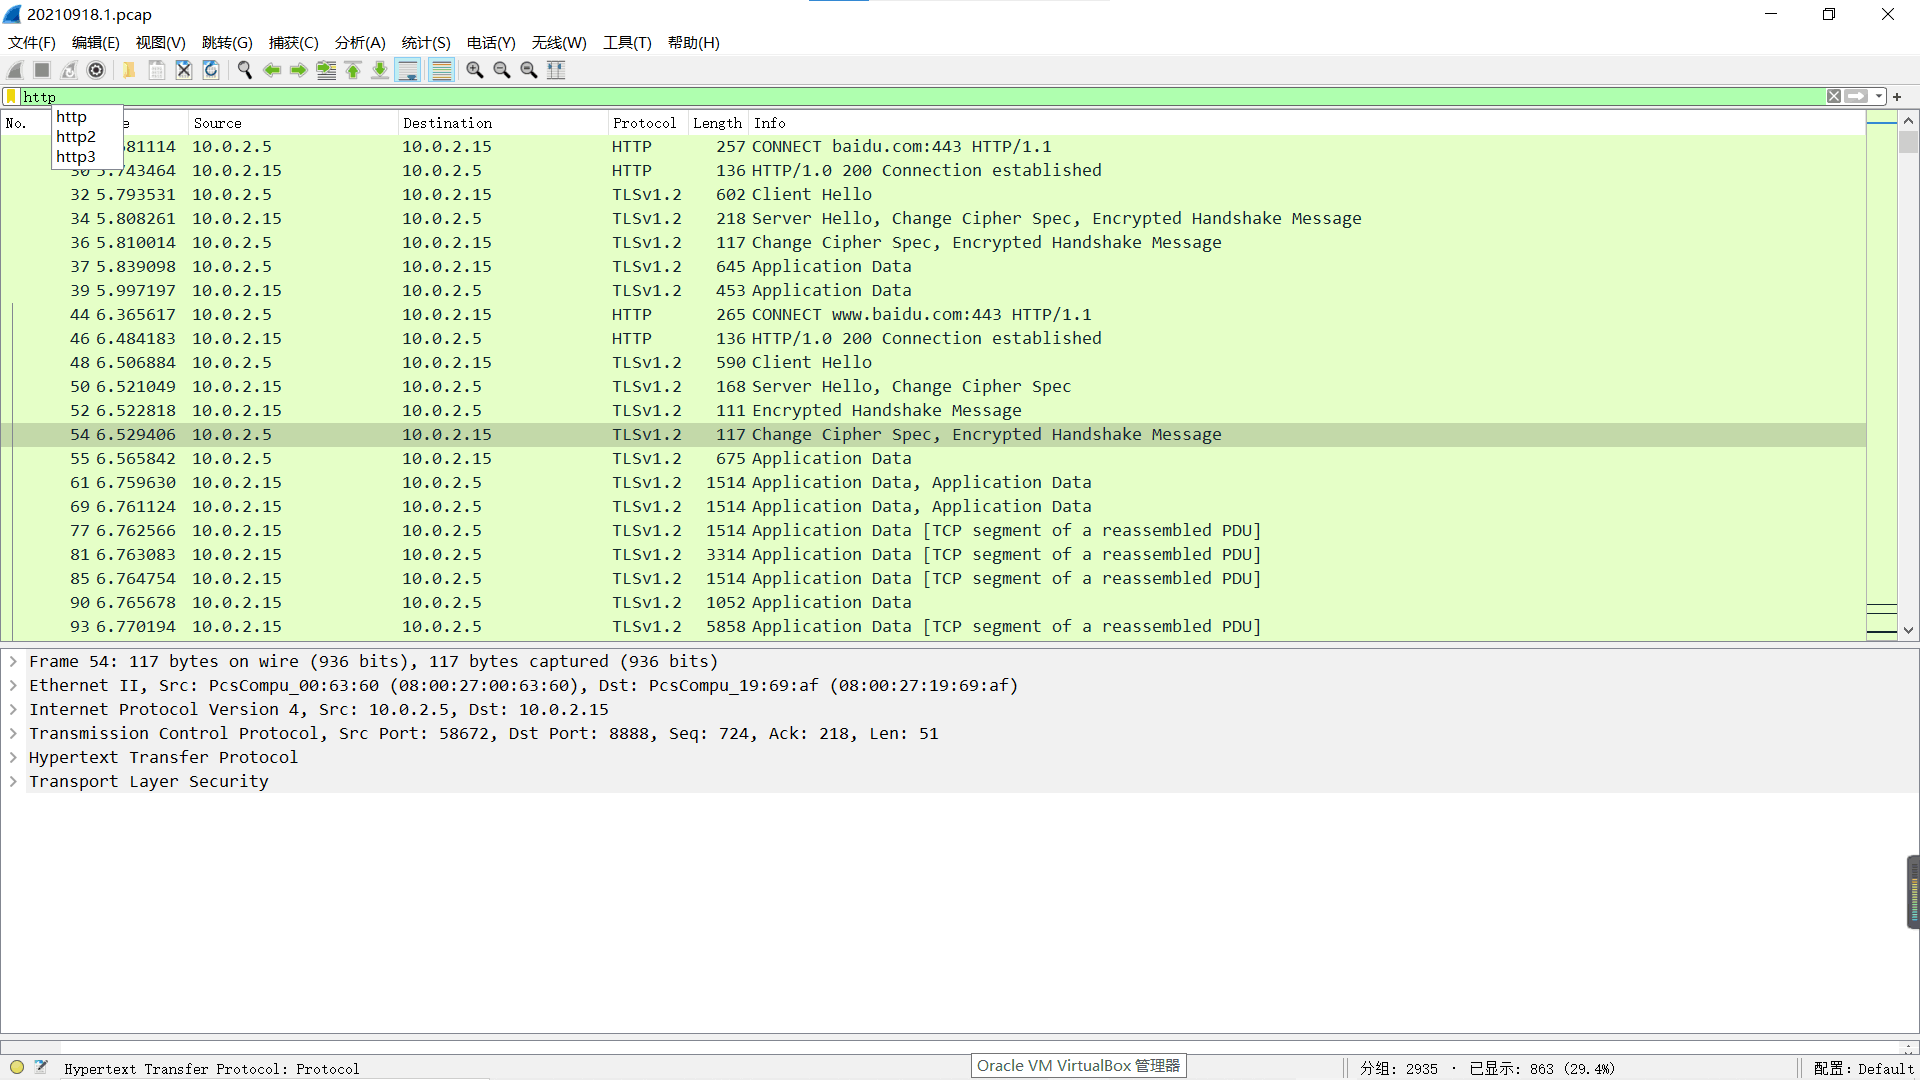 20210918.1.pcap
文件(F) 编辑(E) 视图(V) 跳转(G) 捕获(C) 分析(A) 统计(S) 电话(Y) 无线(W) 工具(T) 帮助(H)
http
http
http2
http3
No. e Source Destination Protocol Length Info
81114 10.0.2.5 10.0.2.15 HTTP 257 CONNECT baidu.com:443 HTTP/1.1
30 5.743464 10.0.2.15 10.0.2.5 HTTP 136 HTTP/1.0 200 Connection established
32 5.793531 10.0.2.5 10.0.2.15 TLSv1.2 602 Client Hello
34 5.808261 10.0.2.15 10.0.2.5 TLSv1.2 218 Server Hello, Change Cipher Spec, Encrypted Handshake Message
36 5.810014 10.0.2.5 10.0.2.15 TLSv1.2 117 Change Cipher Spec, Encrypted Handshake Message
37 5.839098 10.0.2.5 10.0.2.15 TLSv1.2 645 Application Data
39 5.997197 10.0.2.15 10.0.2.5 TLSv1.2 453 Application Data
44 6.365617 10.0.2.5 10.0.2.15 HTTP 265 CONNECT www.baidu.com:443 HTTP/1.1
46 6.484183 10.0.2.15 10.0.2.5 HTTP 136 HTTP/1.0 200 Connection established
48 6.506884 10.0.2.5 10.0.2.15 TLSv1.2 590 Client Hello
50 6.521049 10.0.2.15 10.0.2.5 TLSv1.2 168 Server Hello, Change Cipher Spec
52 6.522818 10.0.2.15 10.0.2.5 TLSv1.2 111 Encrypted Handshake Message
54 6.529406 10.0.2.5 10.0.2.15 TLSv1.2 117 Change Cipher Spec, Encrypted Handshake Message
55 6.565842 10.0.2.5 10.0.2.15 TLSv1.2 675 Application Data
61 6.759630 10.0.2.15 10.0.2.5 TLSv1.2 1514 Application Data, Application Data
69 6.761124 10.0.2.15 10.0.2.5 TLSv1.2 1514 Application Data, Application Data
77 6.762566 10.0.2.15 10.0.2.5 TLSv1.2 1514 Application Data [TCP segment of a reassembled PDU]
81 6.763083 10.0.2.15 10.0.2.5 TLSv1.2 3314 Application Data [TCP segment of a reassembled PDU]
85 6.764754 10.0.2.15 10.0.2.5 TLSv1.2 1514 Application Data [TCP segment of a reassembled PDU]
90 6.765678 10.0.2.15 10.0.2.5 TLSv1.2 1052 Application Data
93 6.770194 10.0.2.15 10.0.2.5 TLSv1.2 5858 Application Data [TCP segment of a reassembled PDU]
Frame 54: 117 bytes on wire (936 bits), 117 bytes captured (936 bits)
Ethernet II, Src: PcsCompu_00:63:60 (08:00:27:00:63:60), Dst: PcsCompu_19:69:af (08:00:27:19:69:af)
Internet Protocol Version 4, Src: 10.0.2.5, Dst: 10.0.2.15
Transmission Control Protocol, Src Port: 58672, Dst Port: 8888, Seq: 724, Ack: 218, Len: 51
Hypertext Transfer Protocol
Transport Layer Security
Hypertext Transfer Protocol: Protocol
Oracle VM VirtualBox 管理器
分组: 2935 · 已显示: 863 (29.4%)
配置: Default